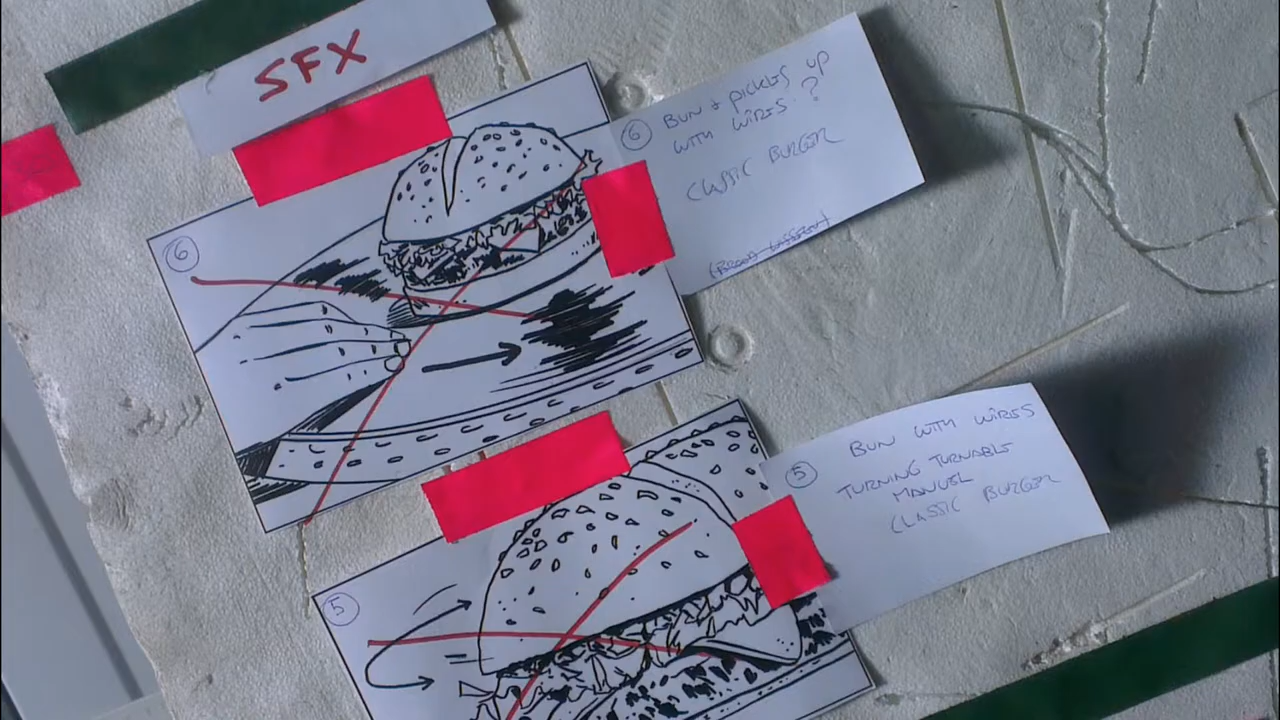 SFX
6
6 BUN & PICKLES UP
WITH WIRES ?
CLASSIC BURGER
5
5 BUN WITH WIRES
TURNING TURNABLE
MANUEL
CLASSIC BURGER